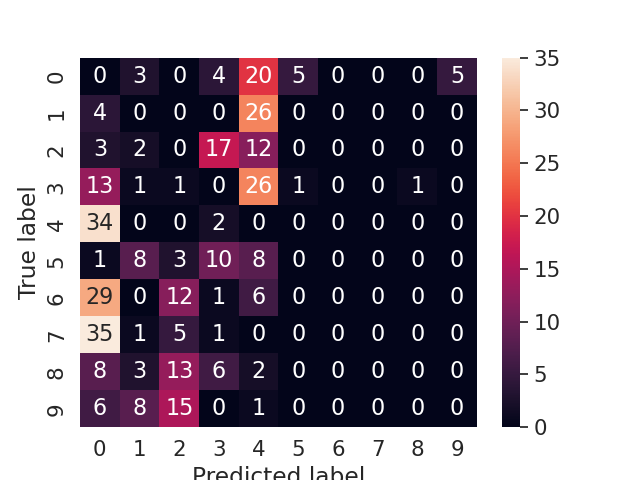 0 0 3 0 4 20 5 0 0 0 5
1 4 0 0 0 26 0 0 0 0 0
2 3 2 0 17 12 0 0 0 0 0
3 13 1 1 0 26 1 0 0 1 0
4 34 0 0 2 0 0 0 0 0 0
5 1 8 3 10 8 0 0 0 0 0
6 29 0 12 1 6 0 0 0 0 0
7 35 1 5 1 0 0 0 0 0 0
8 8 3 13 6 2 0 0 0 0 0
9 6 8 15 0 1 0 0 0 0 0
0 1 2 3 4 5 6 7 8 9
Predicted label
True label
35
30
25
20
15
10
5
0